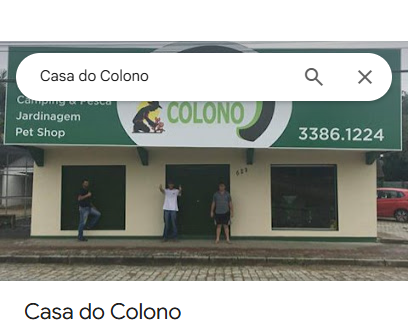 Casa do Colono
Camping & Pesca
Jardinagem
Pet Shop
COLONO
3386.1224
Casa do Colono